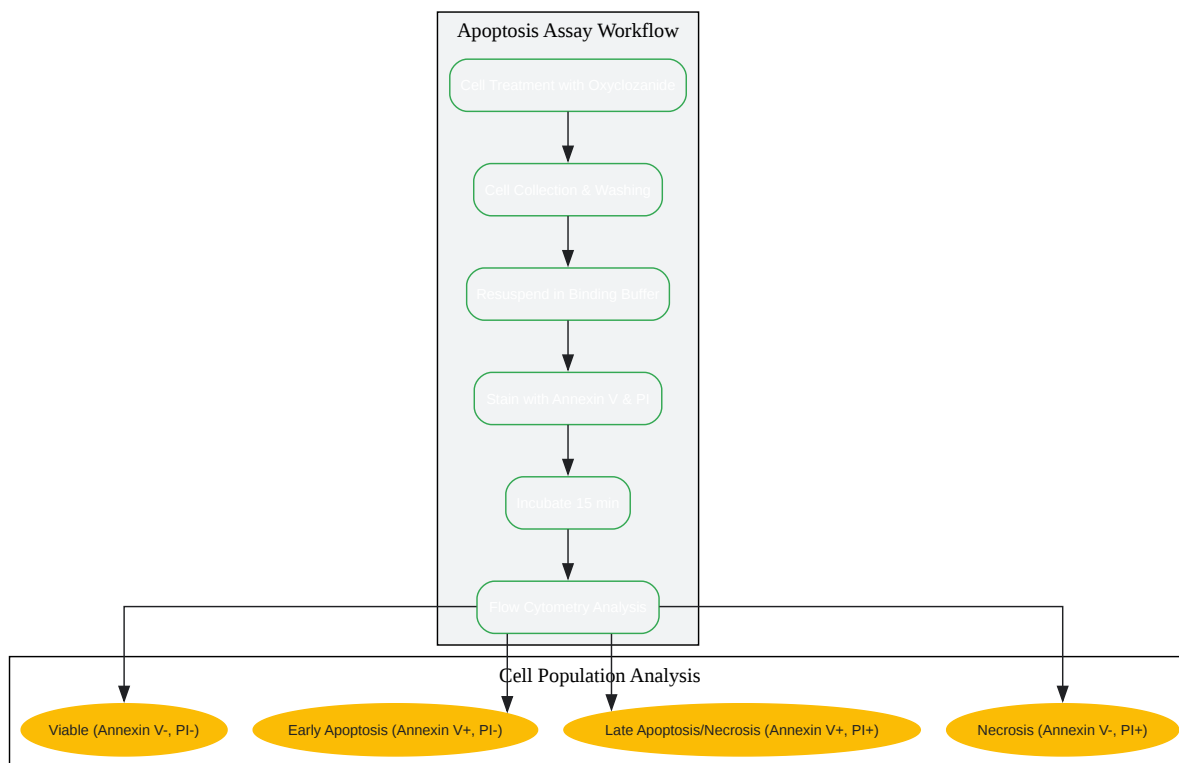 Apoptosis Assay Workflow
Cell Treatment with Oxyclozanide
Cell Collection & Washing
Resuspend in Binding Buffer
Stain with Annexin V & PI
Incubate 15 min
Flow Cytometry Analysis
Cell Population Analysis
Viable (Annexin V-, PI-)
Early Apoptosis (Annexin V+, PI-)
Late Apoptosis/Necrosis (Annexin V+, PI+)
Necrosis (Annexin V-, PI+)